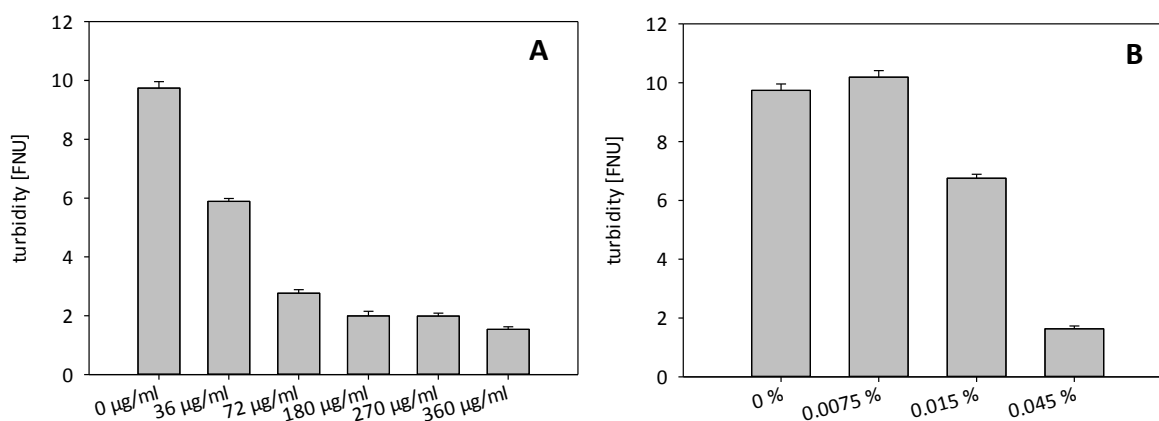 12
10
8
6
4
2
0
turbidity [FNU]
A
0 µg/ml
36 µg/ml
72 µg/ml
180 µg/ml
270 µg/ml
360 µg/ml
12
10
8
6
4
2
0
turbidity [FNU]
B
0 %
0.0075 %
0.015 %
0.045 %